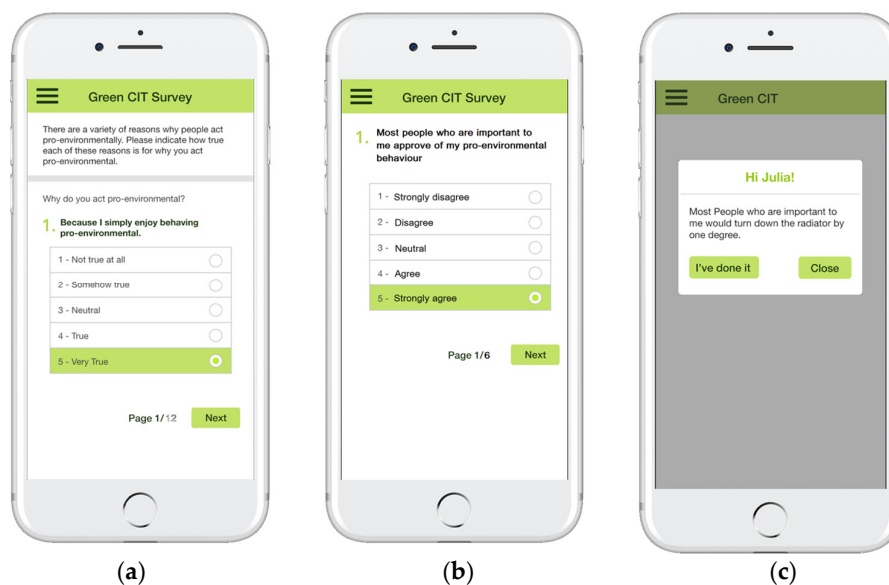 Green CIT Survey
There are a variety of reasons why people act
pro-environmentally. Please indicate how true
each of these reasons is for why you act
pro-environmental.
Why do you act pro-environmental?
1. Because I simply enjoy behaving
pro-environmental.
1 - Not true at all
2 - Somehow true
3 - Neutral
4 - True
5 - Very True
Page 1/12
Next
(a)
Green CIT Survey
1. Most people who are important to
me approve of my pro-environmental
behaviour
1 - Strongly disagree
2 - Disagree
3 - Neutral
4 - Agree
5 - Strongly agree
Page 1/6
Next
(b)
Green CIT
Hi Julia!
Most People who are important to
me would turn down the radiator by
one degree.
I've done it
Close
(c)